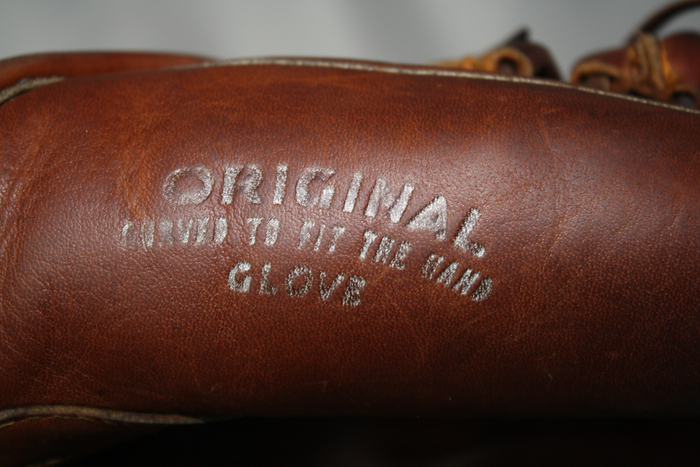 ORIGINAL
CURVED TO FIT THE HAND
GLOVE